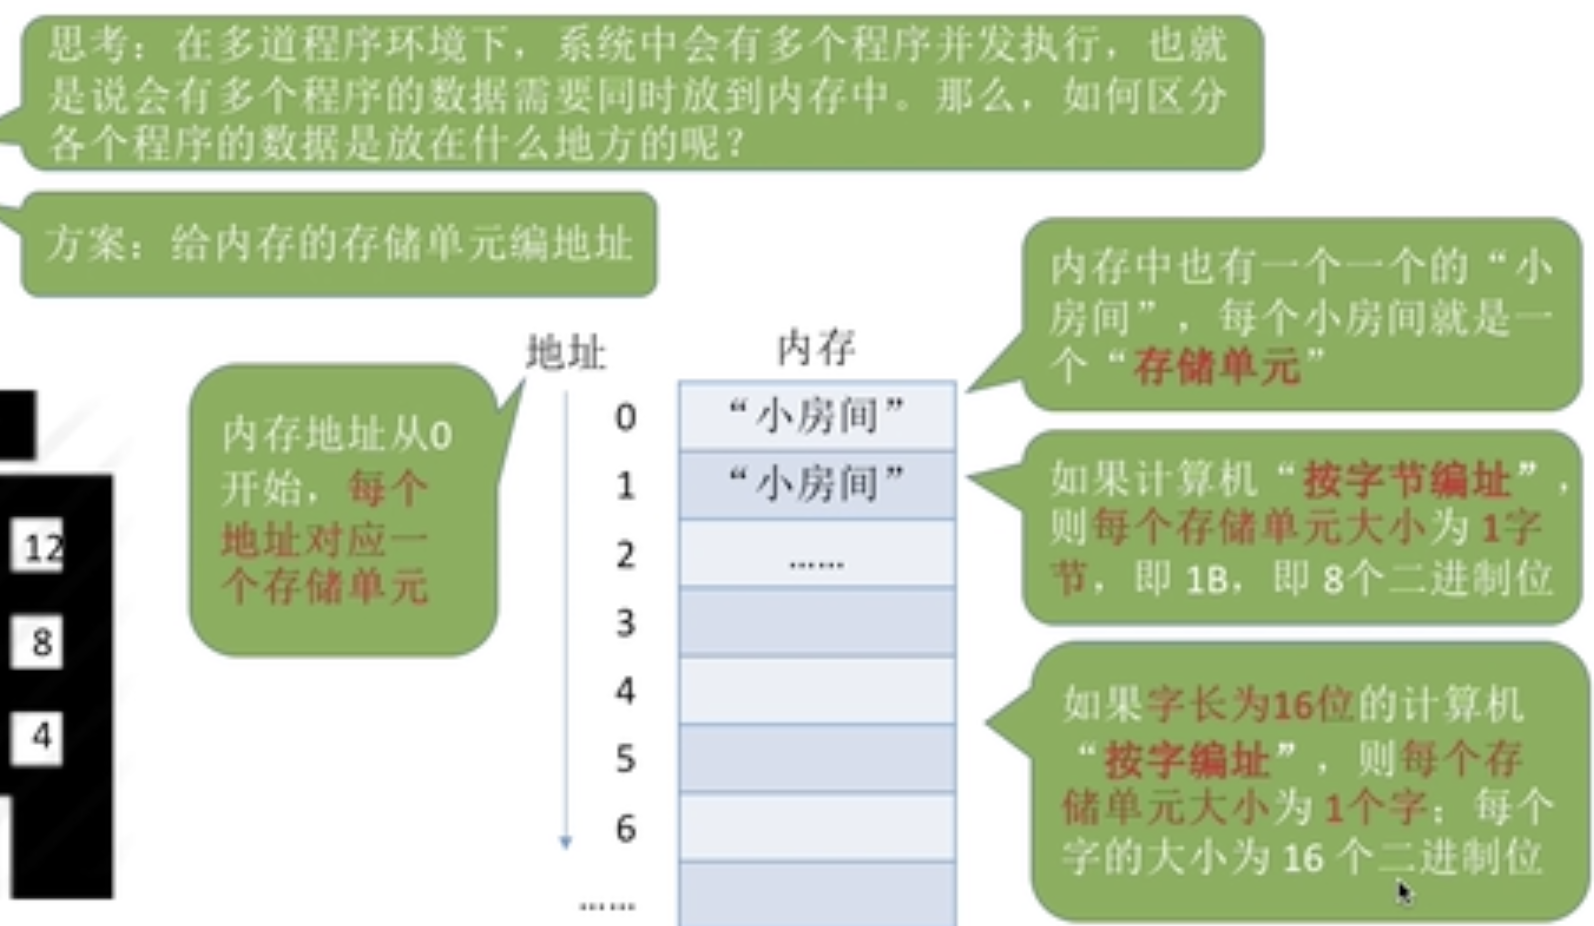 思考：在多道程序环境下，系统中会有多个程序并发执行，也就
是说会有多个程序的数据需要同时放到内存中。那么，如何区分
各个程序的数据是放在什么地方的呢？
方案：给内存的存储单元编地址
内存中也有一个一个的“小
房间”，每个小房间就是一
个“存储单元”
地址
内存
内存地址从0
开始，每个
地址对应一
个存储单元
0
“小房间”
1
“小房间”
2
……
3
4
5
6
……
如果计算机“按字节编址”，
则每个存储单元大小为 1字
节，即 1B，即 8个二进制位
如果字长为16位的计算机
“按字编址”，则每个存
储单元大小为 1个字；每个
字的大小为 16 个二进制位
12
8
4